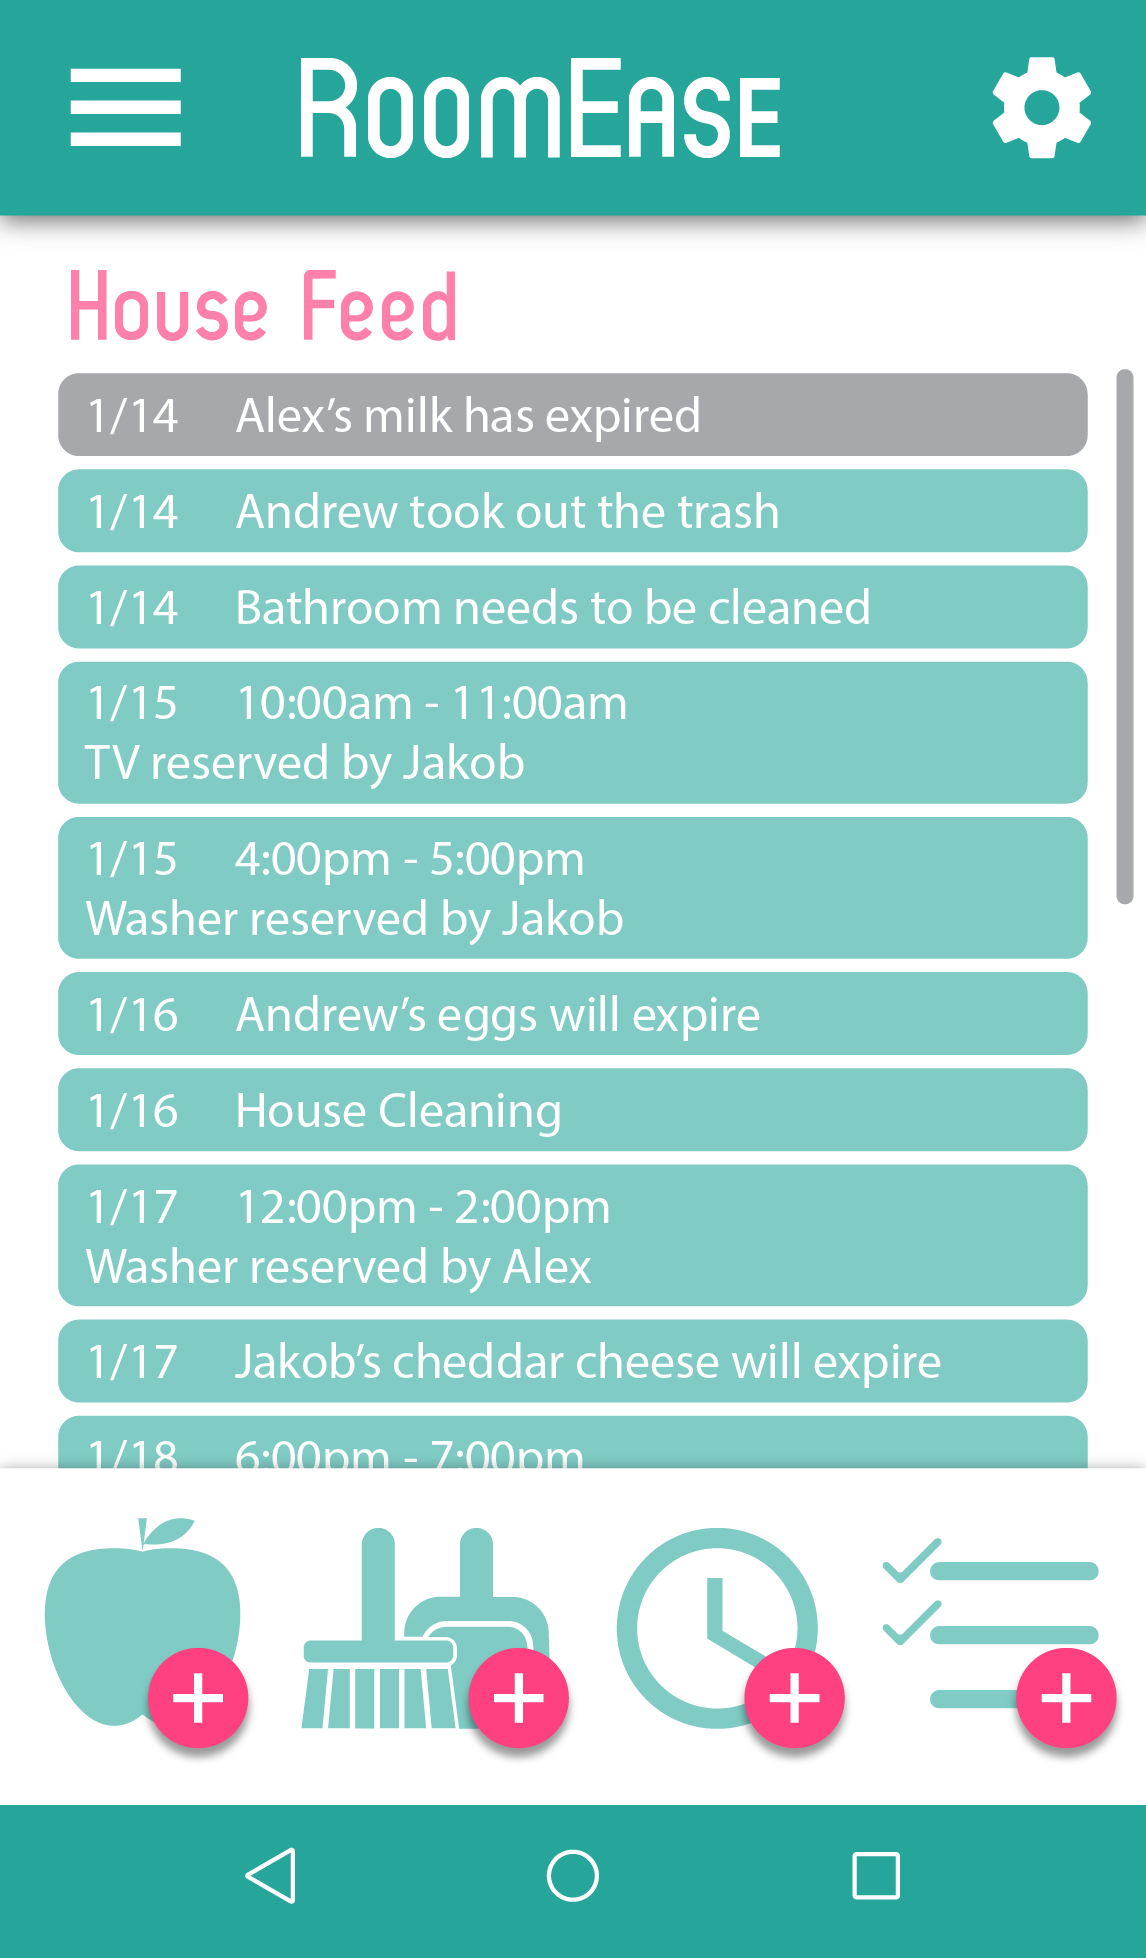 RoomEase
House Feed
1/14 Alex’s milk has expired
1/14 Andrew took out the trash
1/14 Bathroom needs to be cleaned
1/15 10:00am - 11:00am
TV reserved by Jakob
1/15 4:00pm - 5:00pm
Washer reserved by Jakob
1/16 Andrew’s eggs will expire
1/16 House Cleaning
1/17 12:00pm - 2:00pm
Washer reserved by Alex
1/17 Jakob’s cheddar cheese will expire
1/18 6:00pm - 7:00pm